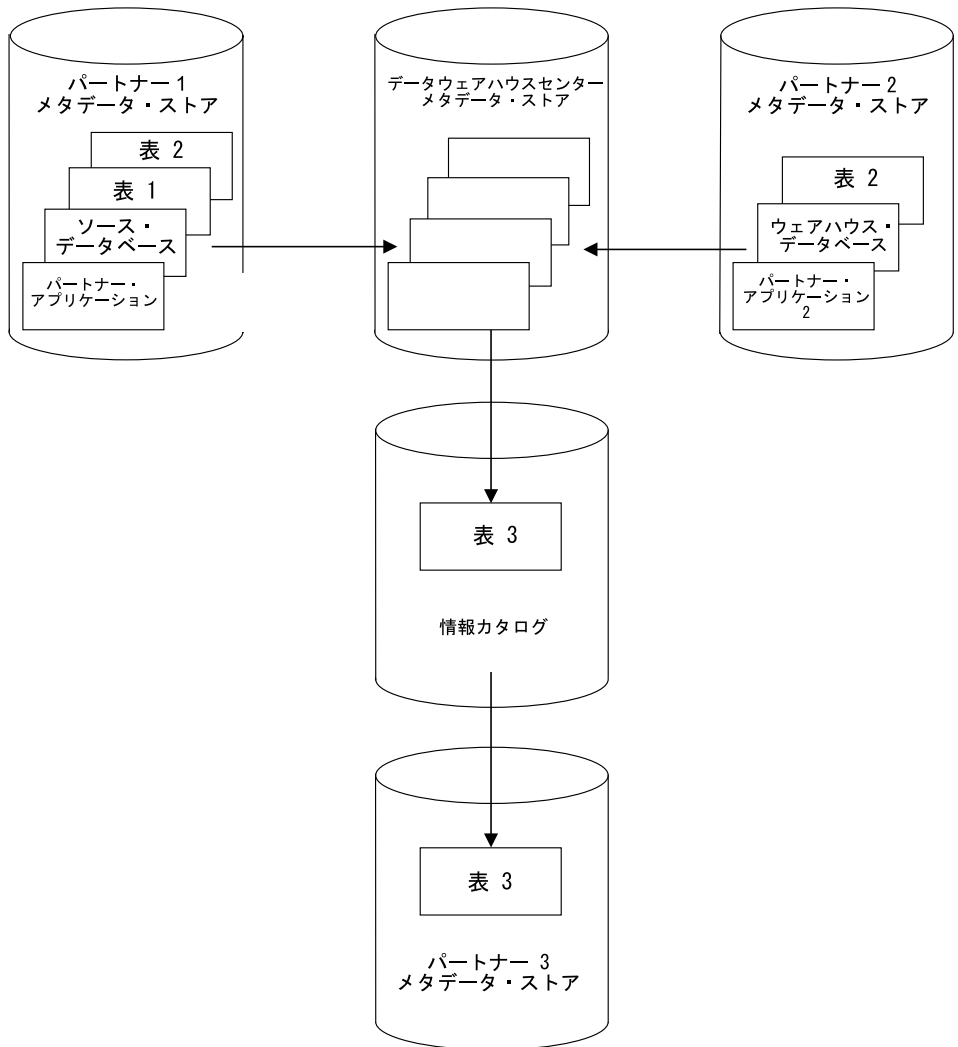 パートナー 1
メタデータ・ストア
表 2
表 1
ソース・
データベース
パートナー・
アプリケーション
データウェアハウスセンター
メタデータ・ストア
パートナー 2
メタデータ・ストア
表 2
ウェアハウス・
データベース
パートナー・
アプリケーション
2
表 3
情報カタログ
表 3
パートナー 3
メタデータ・ストア